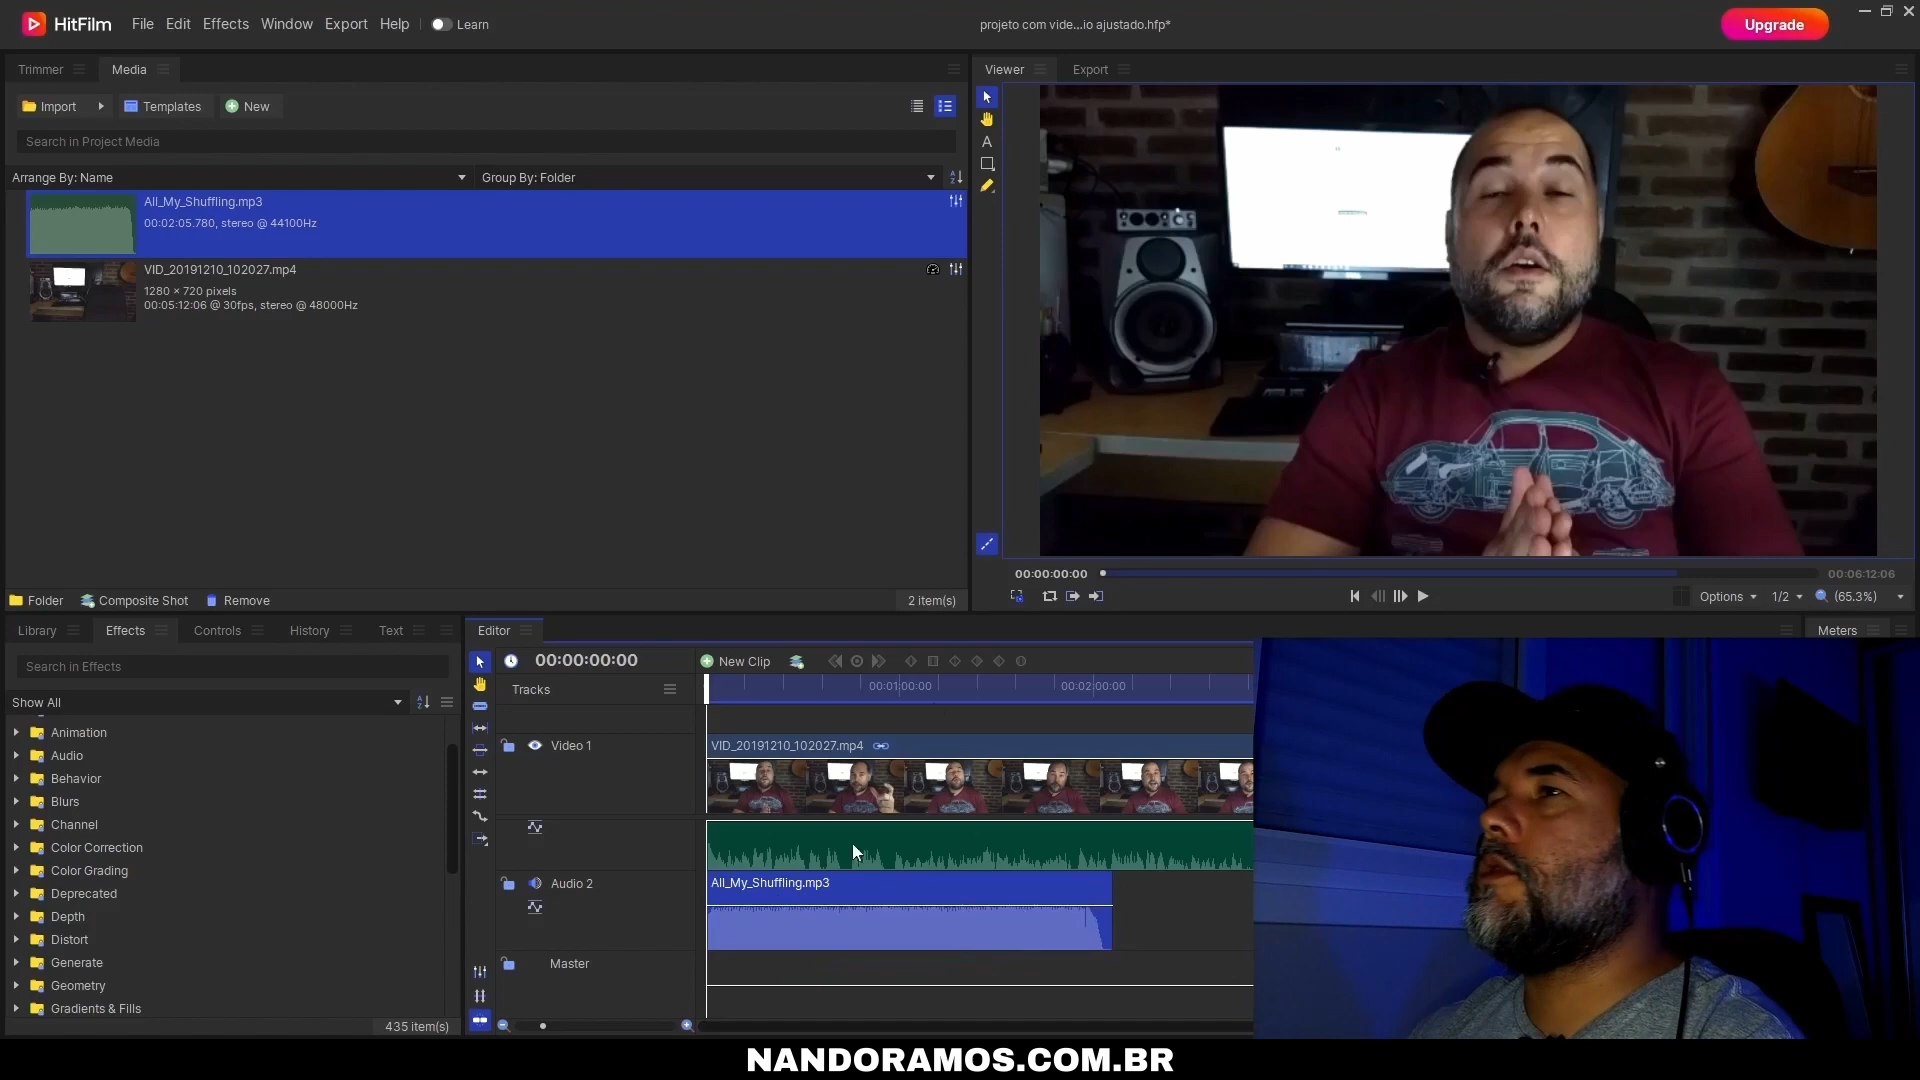 HitFilm
File Edit Effects Window Export Help Learn
projeto com vide...io ajustado.hfp*
Upgrade
Trimmer Media
Viewer Export
Import Templates New
Search in Project Media
Arrange By: Name Group By: Folder
All_My_Shuffling.mp3
00:02:05.780, stereo @ 44100Hz
VID_20191210_102027.mp4
1280 × 720 pixels
00:05:12:06 @ 30fps, stereo @ 48000Hz
00:00:00:00 00:06:12:06
Options 1/2 (65.3%)
Folder Composite Shot Remove 2 item(s)
Library Effects Controls History Text
Editor
Meters
Search in Effects
00:00:00:00 New Clip
Show All
Tracks
00:01:00:00 00:02:00:00
Animation
Audio
Behavior
Blurs
Channel
Color Correction
Color Grading
Deprecated
Depth
Distort
Generate
Geometry
Gradients & Fills
435 item(s)
Video 1
VID_20191210_102027.mp4
Audio 2
All_My_Shuffling.mp3
Master
NANDORAMOS.COM.BR